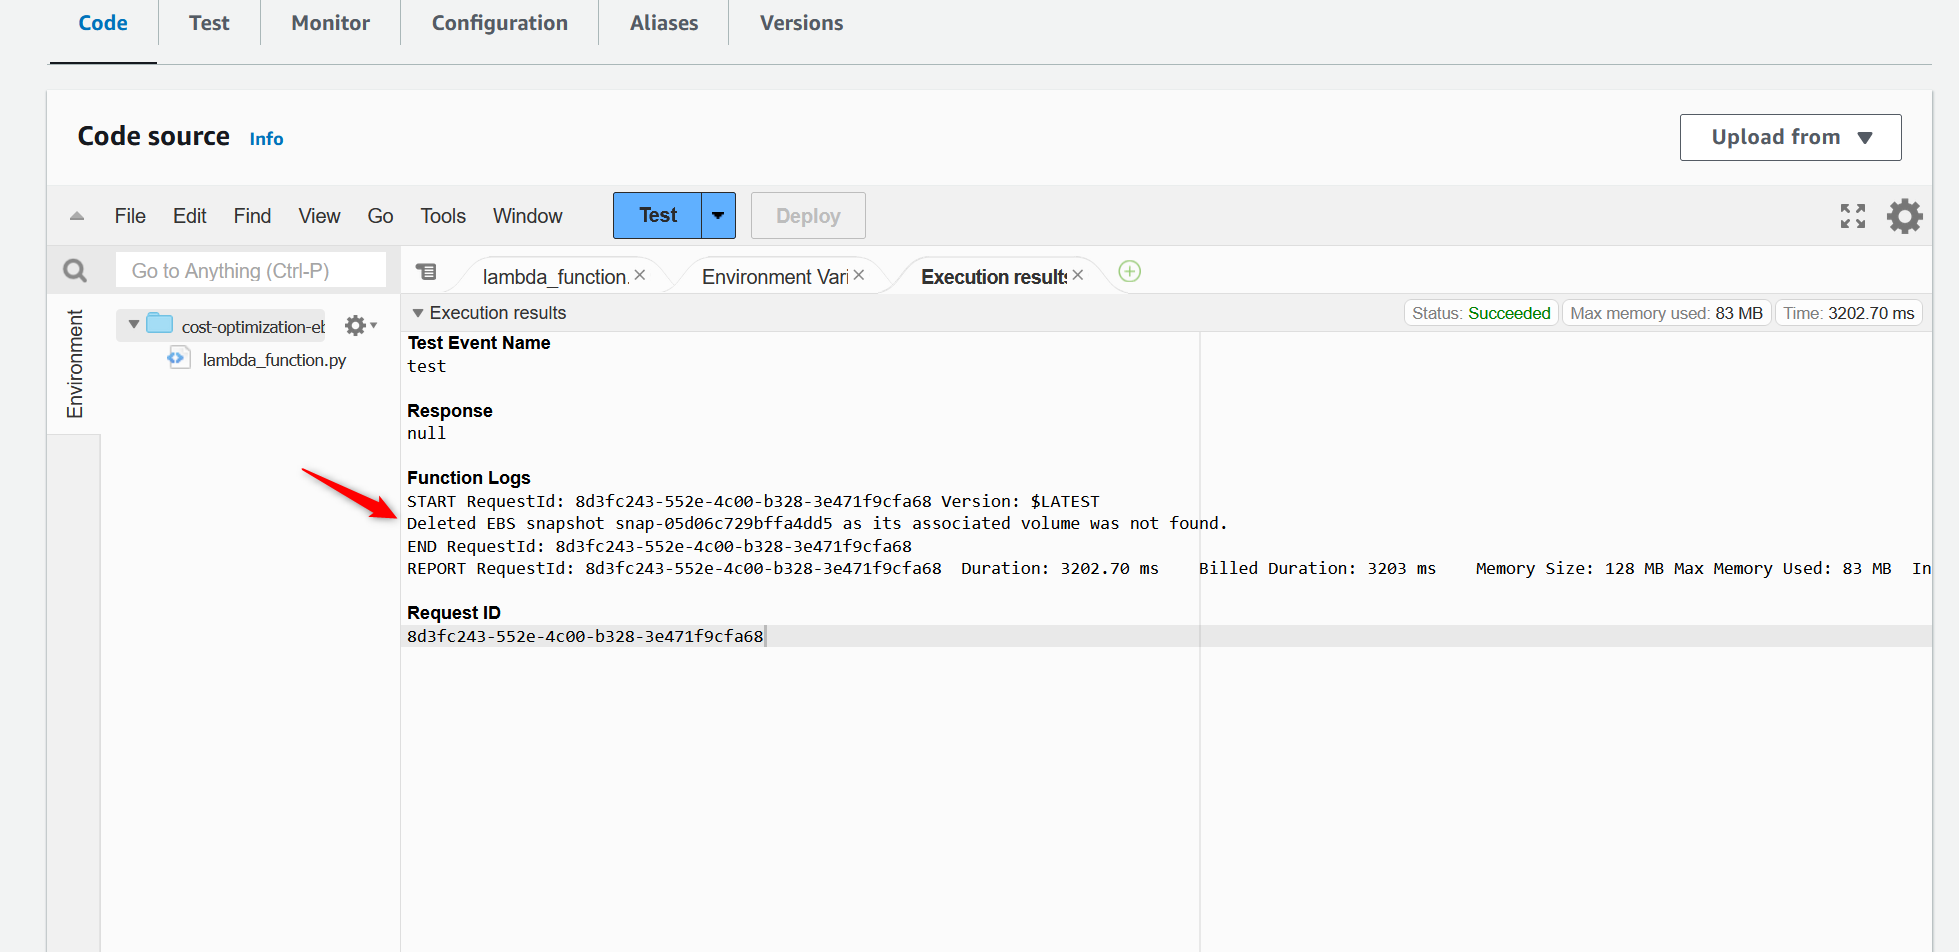 Code Test Monitor Configuration Aliases Versions
Code source Info
Upload from
File Edit Find View Go Tools Window Test Deploy
Go to Anything (Ctrl-P)
lambda_function. Environment Vari Execution results
Environment
cost-optimization-eb
lambda_function.py
Execution results
Status: Succeeded Max memory used: 83 MB Time: 3202.70 ms
Test Event Name
test
Response
null
Function Logs
START RequestId: 8d3fc243-552e-4c00-b328-3e471f9cfa68 Version: $LATEST
Deleted EBS snapshot snap-05d06c729bffa4dd5 as its associated volume was not found.
END RequestId: 8d3fc243-552e-4c00-b328-3e471f9cfa68
REPORT RequestId: 8d3fc243-552e-4c00-b328-3e471f9cfa68 Duration: 3202.70 ms Billed Duration: 3203 ms Memory Size: 128 MB Max Memory Used: 83 MB In
Request ID
8d3fc243-552e-4c00-b328-3e471f9cfa68